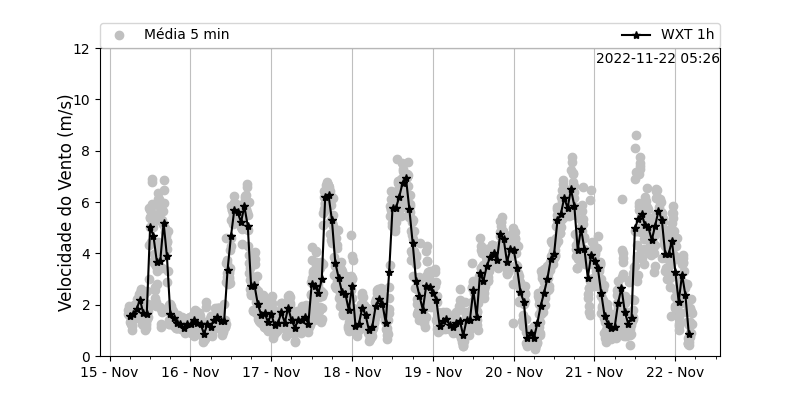 Média 5 min
WXT 1h
2022-11-22 05:26
Velocidade do Vento (m/s)
12
10
8
6
4
2
0
15 - Nov
16 - Nov
17 - Nov
18 - Nov
19 - Nov
20 - Nov
21 - Nov
22 - Nov